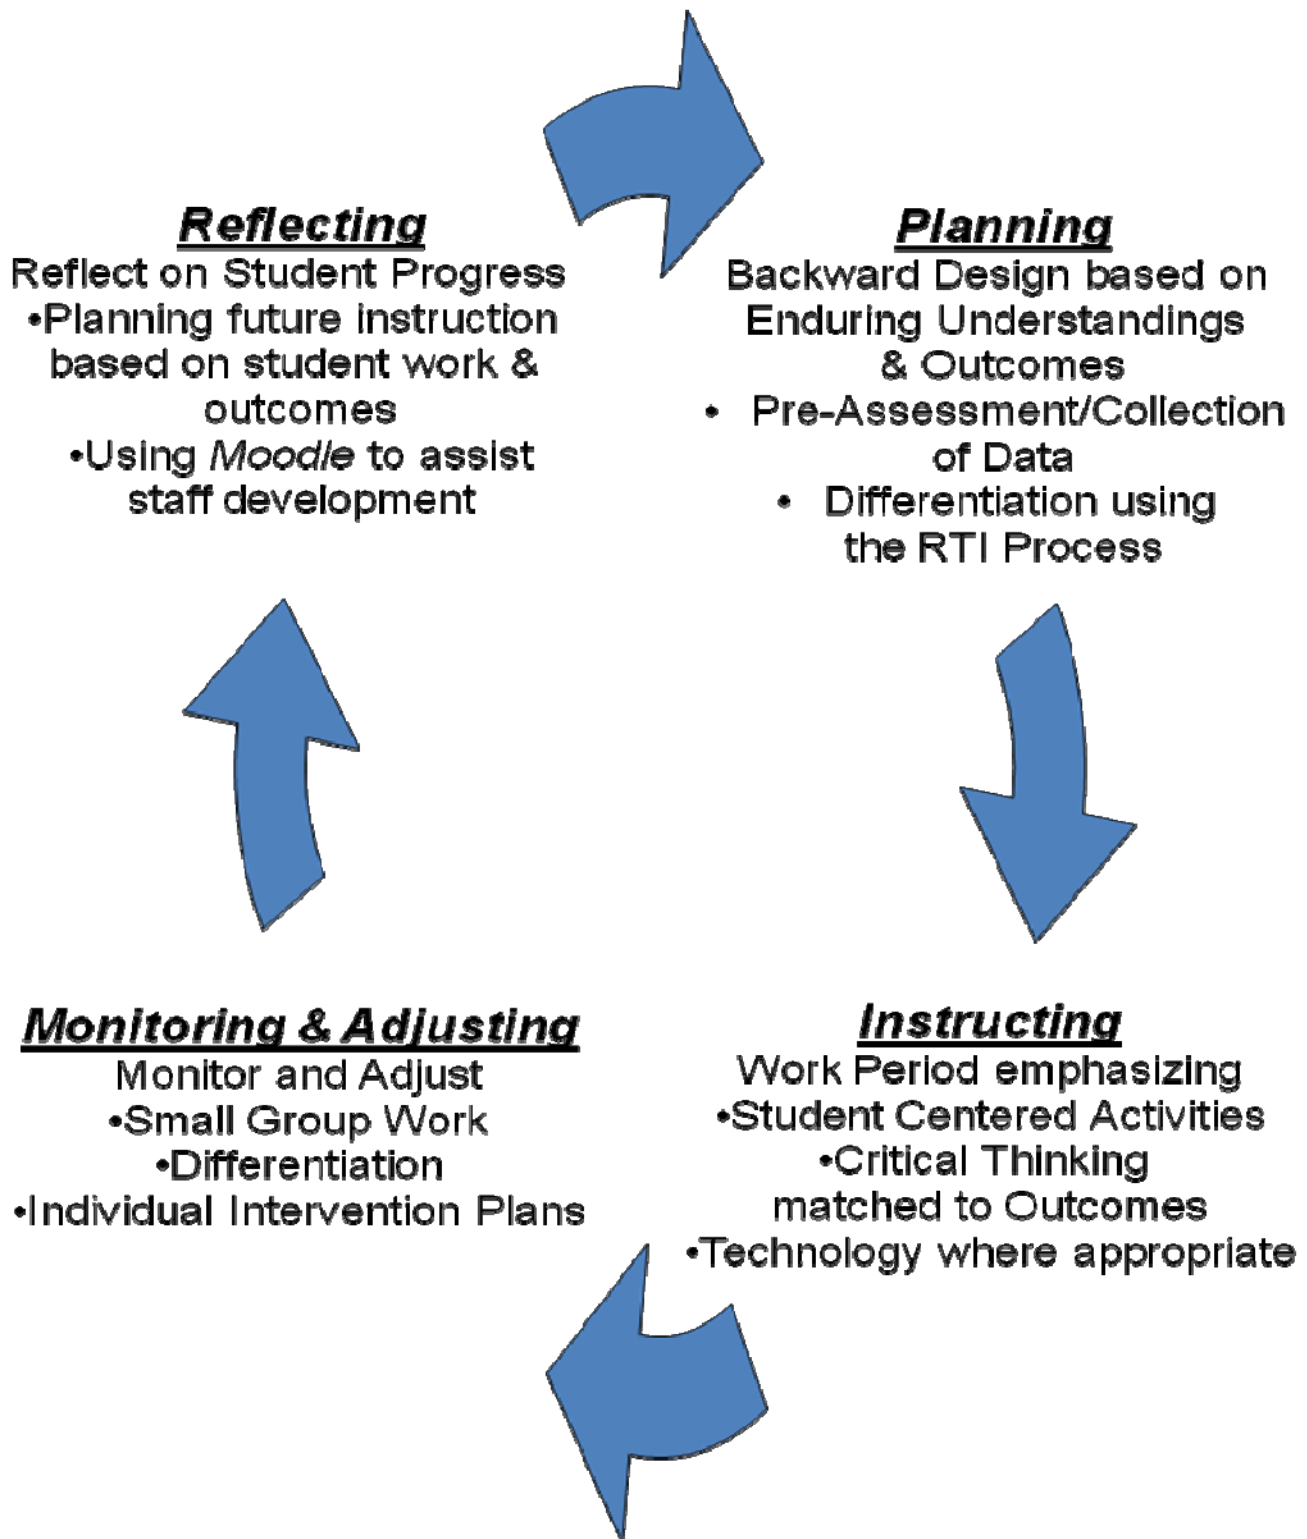 Reflecting
Reflect on Student Progress
•Planning future instruction
based on student work &
outcomes
•Using Moodle to assist
staff development
Planning
Backward Design based on
Enduring Understandings
& Outcomes
• Pre-Assessment/Collection
of Data
• Differentiation using
the RTI Process
Instructing
Work Period emphasizing
•Student Centered Activities
•Critical Thinking
matched to Outcomes
•Technology where appropriate
Monitoring & Adjusting
Monitor and Adjust
•Small Group Work
•Differentiation
•Individual Intervention Plans